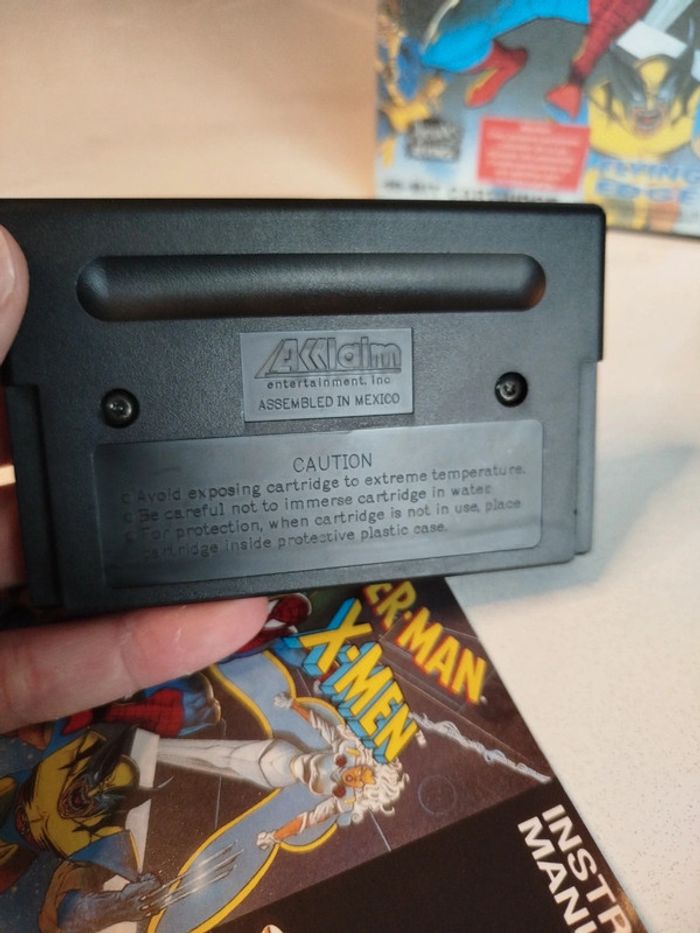 FLYING
EDGE
Acclaim
entertainment, inc
ASSEMBLED IN MEXICO
CAUTION
Avoid exposing cartridge to extreme temperature.
Be careful not to immerse cartridge in water.
For protection, when cartridge is not in use, place
cartridge inside protective plastic case.
ER·MAN
X·MEN
INSTR
MANU